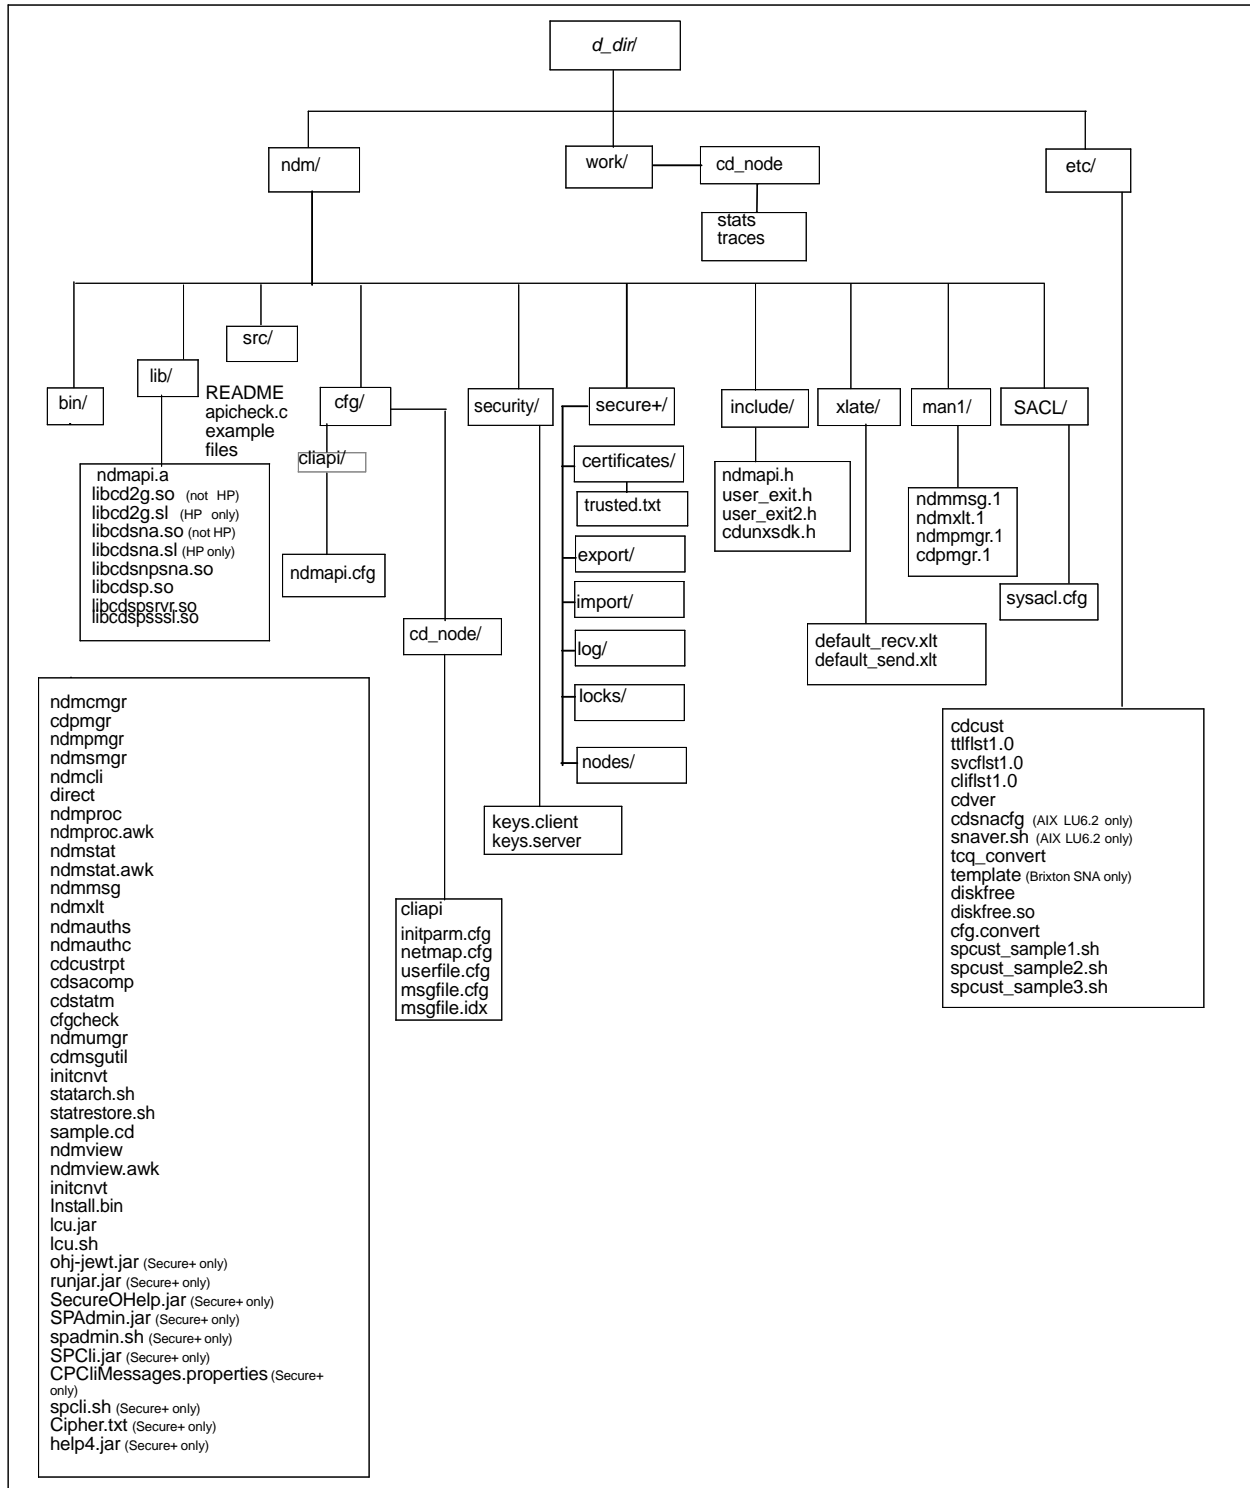 d_dir/
ndm/
work/
cd_node
etc/
stats
traces
src/
lib/
bin/
README
apicheck.c
example
files
cfg/
security/
secure+/
include/
xlate/
man1/
SACL/
cliapi/
ndmapi.a
libcd2g.so (not HP)
libcd2g.sl (HP only)
libcdsna.so (not HP)
libcdsna.sl (HP only)
libcdsnpsna.so
libcdsp.so
libcdspsrvr.so
libcdspsssl.so
ndmapi.cfg
cd_node/
certificates/
trusted.txt
export/
import/
log/
locks/
nodes/
ndmapi.h
user_exit.h
user_exit2.h
cdunxsdk.h
ndmmsg.1
ndmxlt.1
ndmpmgr.1
cdpmgr.1
sysacl.cfg
default_recv.xlt
default_send.xlt
keys.client
keys.server
cliapi
initparm.cfg
netmap.cfg
userfile.cfg
msgfile.cfg
msgfile.idx
ndmcmgr
cdpmgr
ndmpmgr
ndmsmgr
ndmcli
direct
ndmproc
ndmproc.awk
ndmstat
ndmstat.awk
ndmmsg
ndmxlt
ndmauths
ndmauthc
cdcustrpt
cdsacomp
cdstatm
cfgcheck
ndmumgr
cdmsgutil
initcnvt
statarch.sh
statrestore.sh
sample.cd
ndmview
ndmview.awk
initcnvt
Install.bin
lcu.jar
lcu.sh
ohj-jewt.jar (Secure+ only)
runjar.jar (Secure+ only)
SecureOHelp.jar (Secure+ only)
SPAdmin.jar (Secure+ only)
spadmin.sh (Secure+ only)
SPCli.jar (Secure+ only)
CPCliMessages.properties (Secure+
only)
spcli.sh (Secure+ only)
Cipher.txt (Secure+ only)
help4.jar (Secure+ only)
cdcust
ttlflst1.0
svcflst1.0
cliflst1.0
cdver
cdsnacfg (AIX LU6.2 only)
snaver.sh (AIX LU6.2 only)
tcq_convert
template (Brixton SNA only)
diskfree
diskfree.so
cfg.convert
spcust_sample1.sh
spcust_sample2.sh
spcust_sample3.sh